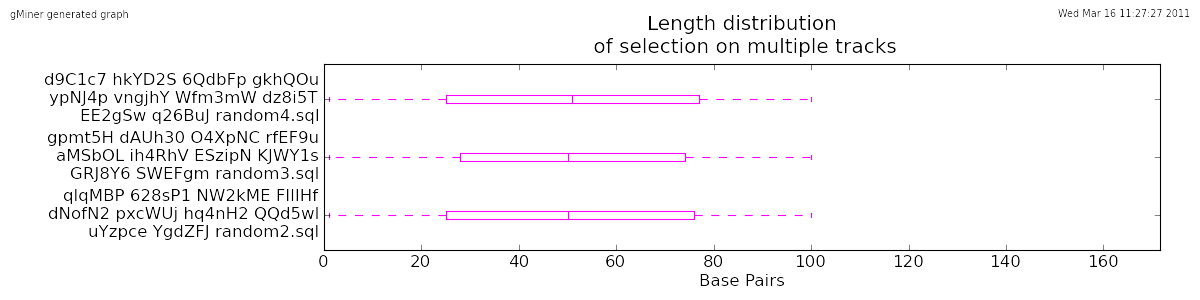 gMiner generated graph
Wed Mar 16 11:27:27 2011
Length distribution
of selection on multiple tracks
d9C1c7 hkYD2S 6QdbFp gkhQOu
ypNJ4p vngjhY Wfm3mW dz8i5T
EE2gSw q26BuJ random4.sql
gpmt5H dAUh30 O4XpNC rfEF9u
aMSbOL ih4RhV ESzipN KJWY1s
GRJ8Y6 SWEFgm random3.sql
628sP1 NW2kME
dNofN2 pxcWUj hq4nH2
uYzpce YgdZFJ random2.sql
0 20 40 60 80 100 120 140 160
Base Pairs